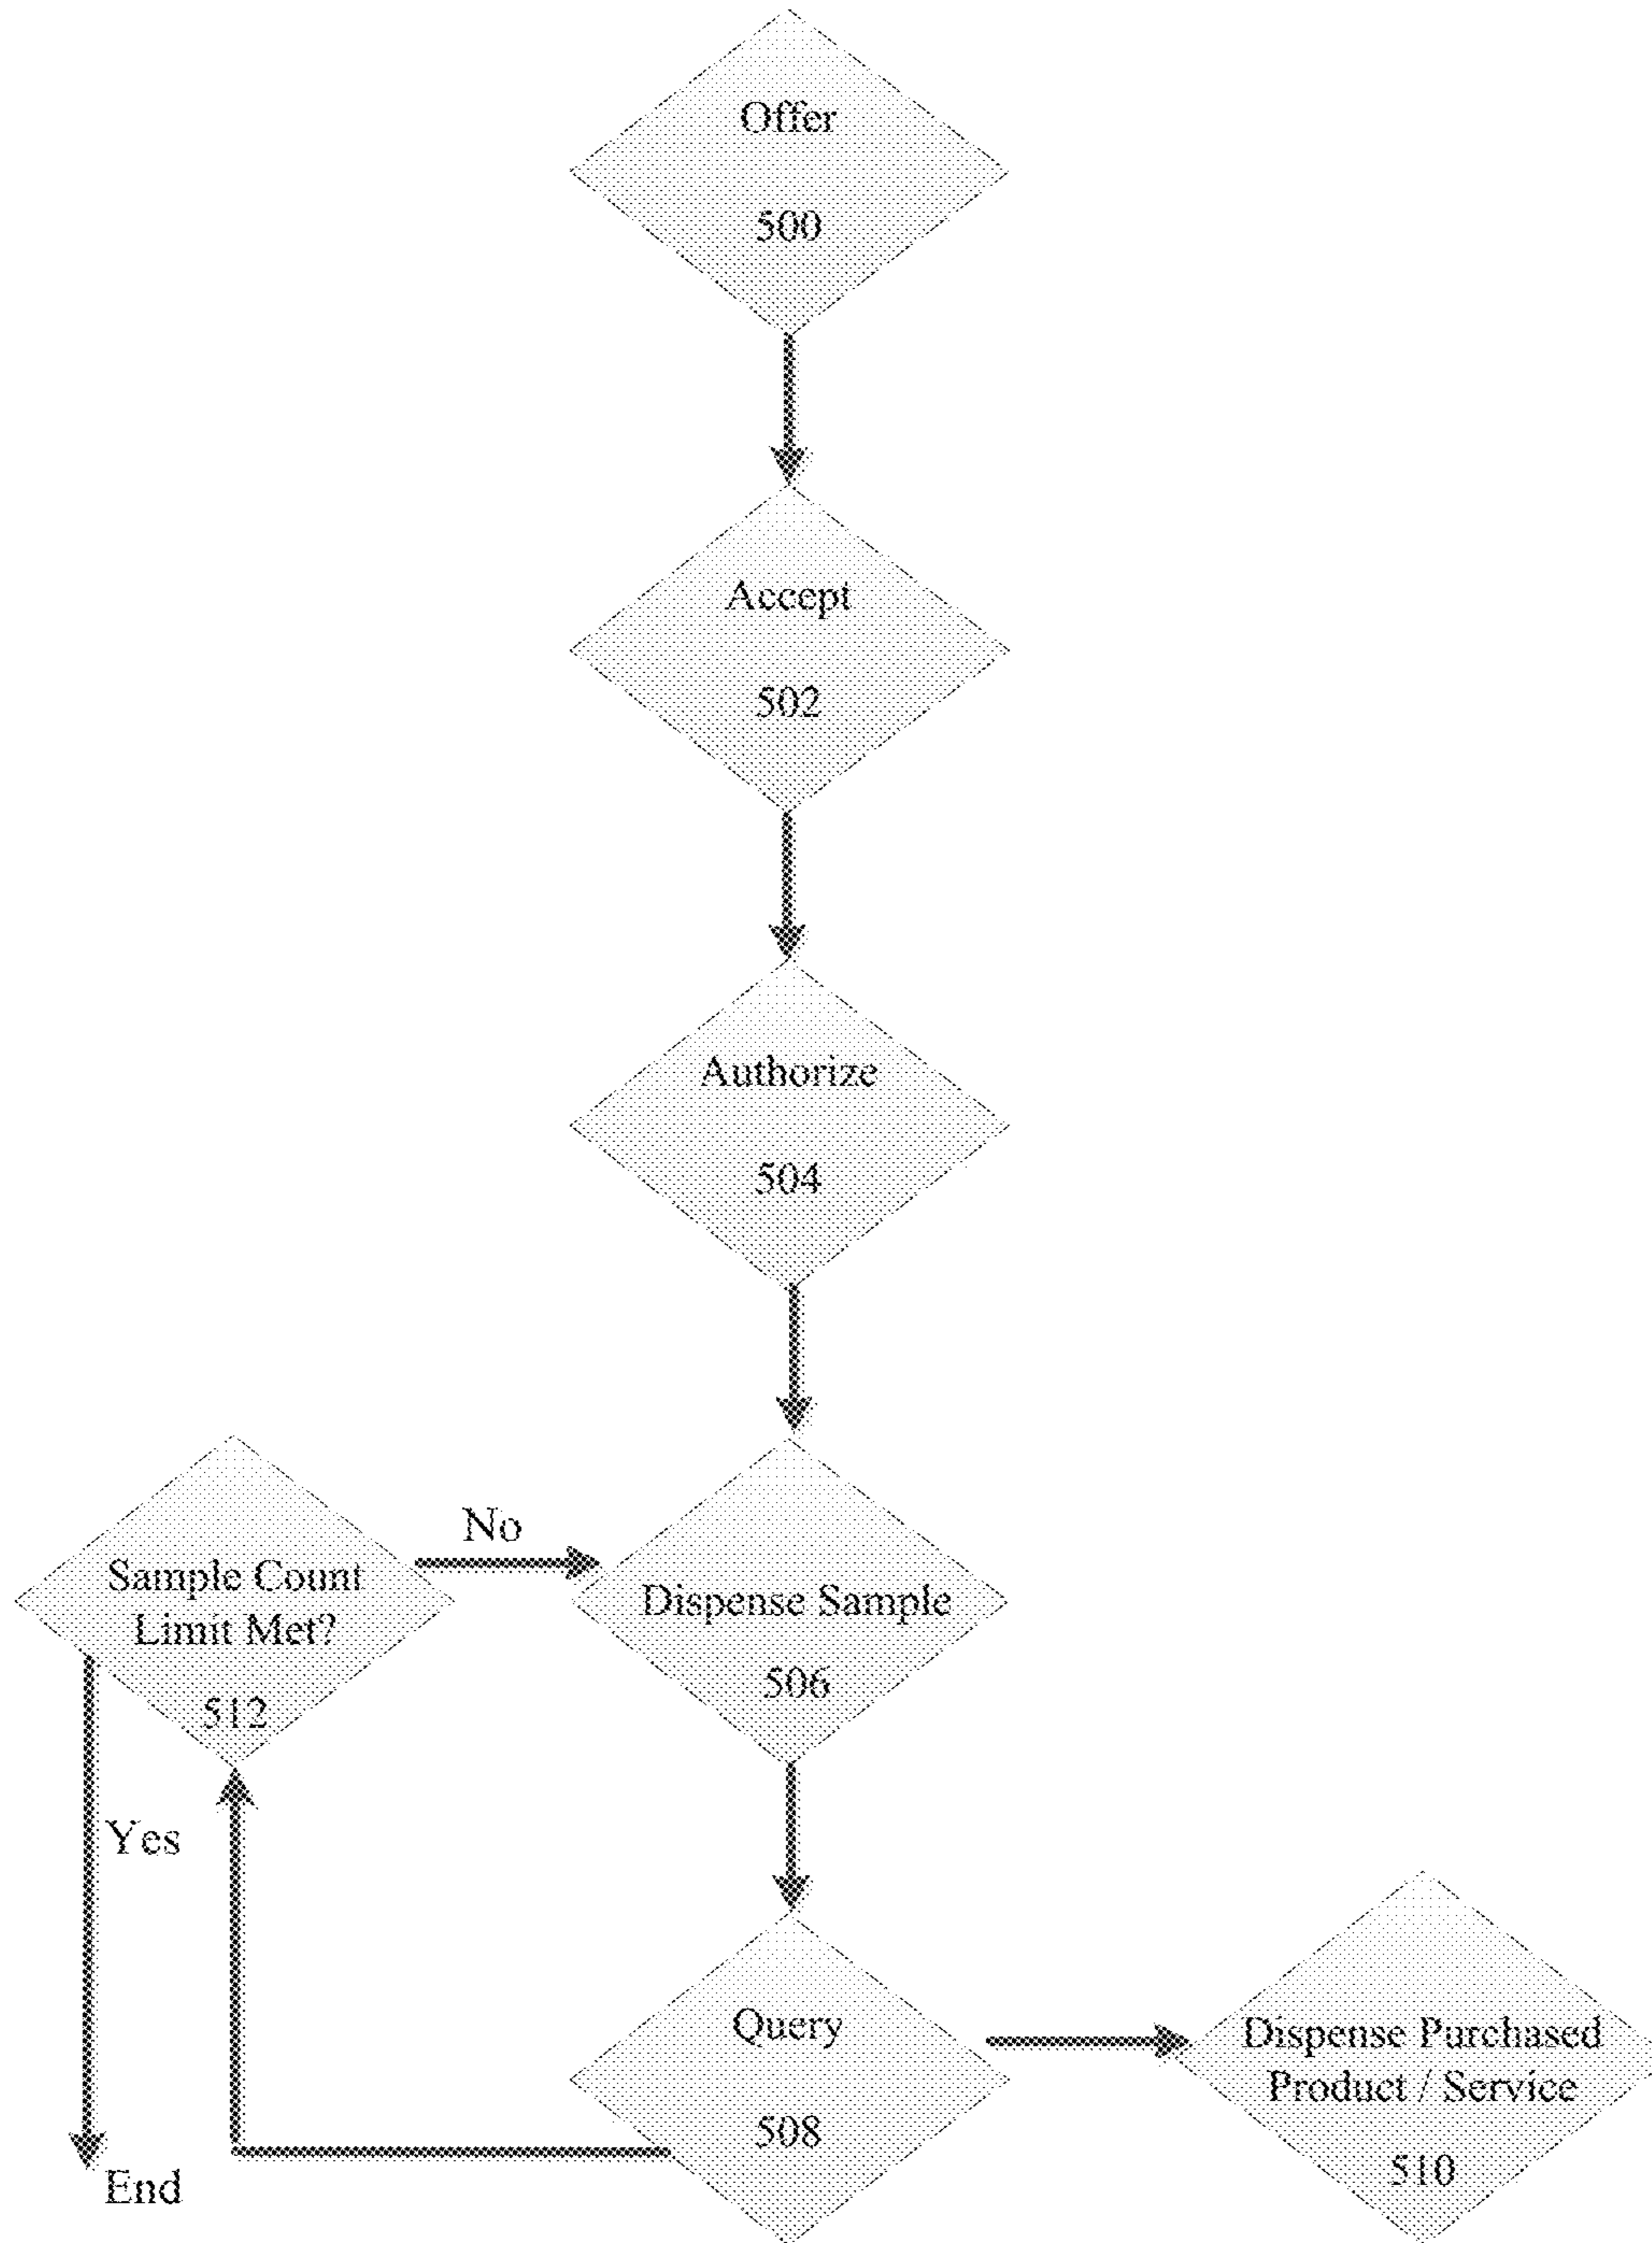 Offer
500
Accept
502
Authorize
504
No
Sample Count
Limit Met?
512
Dispense Sample
506
Yes
Query
508
Dispense Purchased
Product / Service
510
End